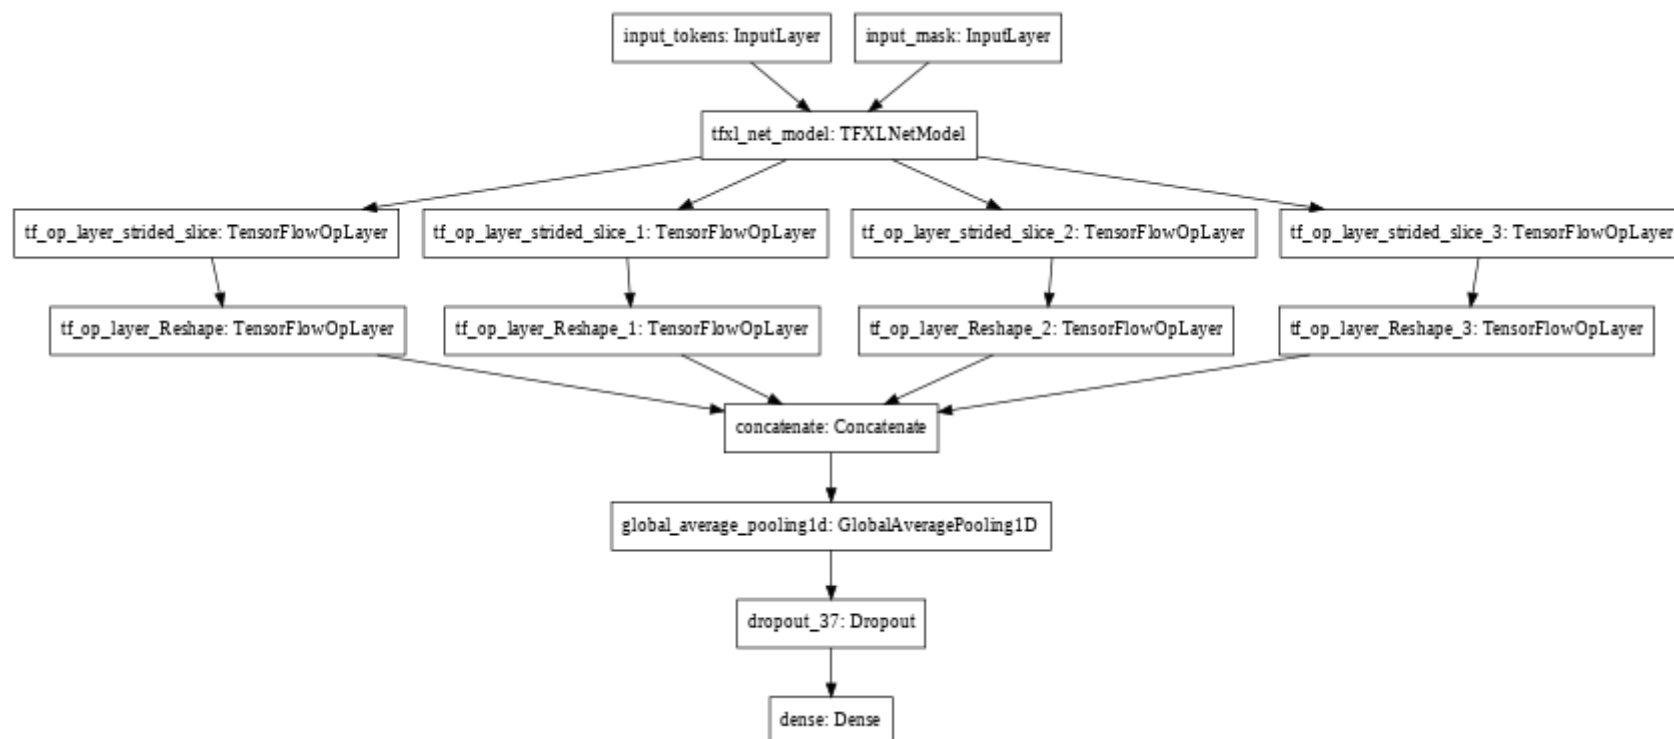 input_tokens: InputLayer
input_mask: InputLayer
tfxl_net_model: TFXLNetModel
tf_op_layer_strided_slice: TensorFlowOpLayer
tf_op_layer_strided_slice_1: TensorFlowOpLayer
tf_op_layer_strided_slice_2: TensorFlowOpLayer
tf_op_layer_strided_slice_3: TensorFlowOpLayer
tf_op_layer_Reshape: TensorFlowOpLayer
tf_op_layer_Reshape_1: TensorFlowOpLayer
tf_op_layer_Reshape_2: TensorFlowOpLayer
tf_op_layer_Reshape_3: TensorFlowOpLayer
concatenate: Concatenate
global_average_pooling1d: GlobalAveragePooling1D
dropout_37: Dropout
dense: Dense